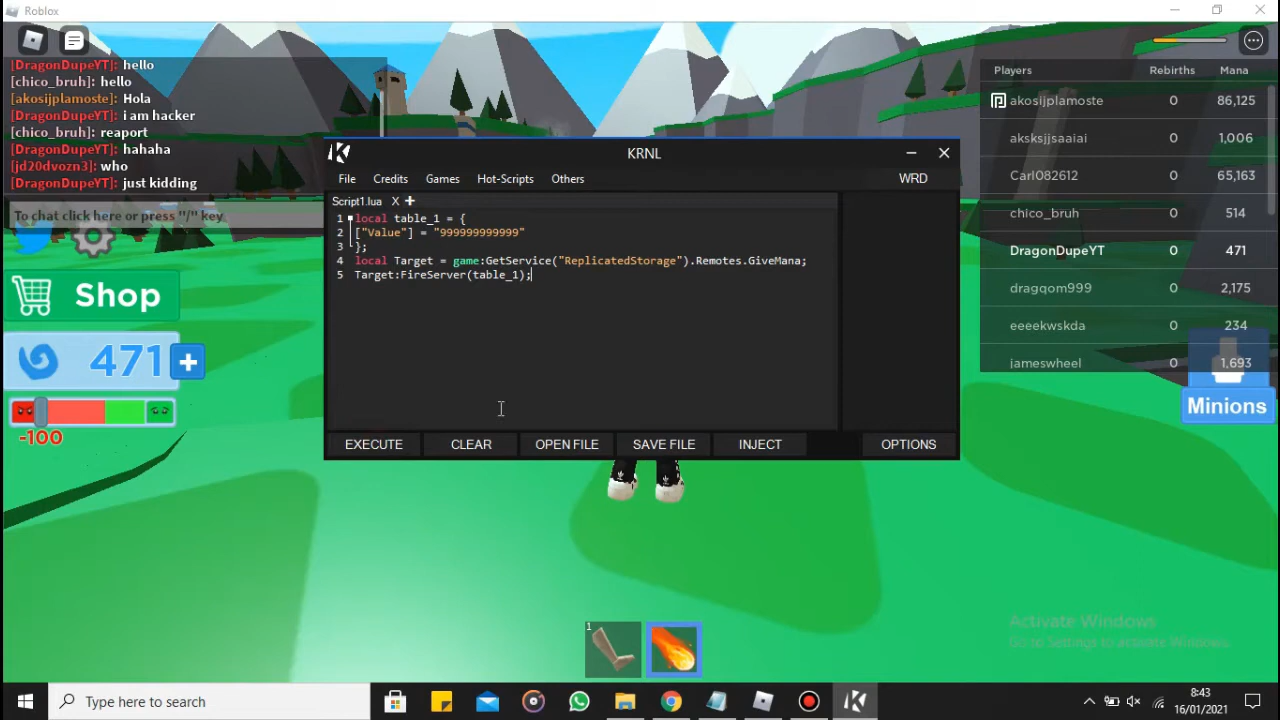 Roblox
[DragonDupeYT]: hello
[chico_bruh]: hello
[akosijplamoste]: Hola
[DragonDupeYT]: i am hacker
[chico_bruh]: reaport
[DragonDupeYT]: hahaha
[jd20dvozn3]: who
[DragonDupeYT]: just kidding
To chat click here or press "/" key
Shop
471
-100
KRNL
File Credits Games Hot-Scripts Others WRD
Script1.lua X
1 local table_1 = {
2 ["Value"] = "999999999999"
3 };
4 local Target = game:GetService("ReplicatedStorage").Remotes.GiveMana;
5 Target:FireServer(table_1);
EXECUTE CLEAR OPEN FILE SAVE FILE INJECT OPTIONS
Players Rebirths Mana
akosijplamoste 0 86,125
aksksjjsaaiai 0 1,006
Carl082612 0 65,163
chico_bruh 0 514
DragonDupeYT 0 471
dragqom999 0 2,175
eeeekwskda 0 234
jameswheel 0 1,693
Minions
1
Activate Windows
Go to Settings to activate Windows.
Type here to search
8:43
16/01/2021